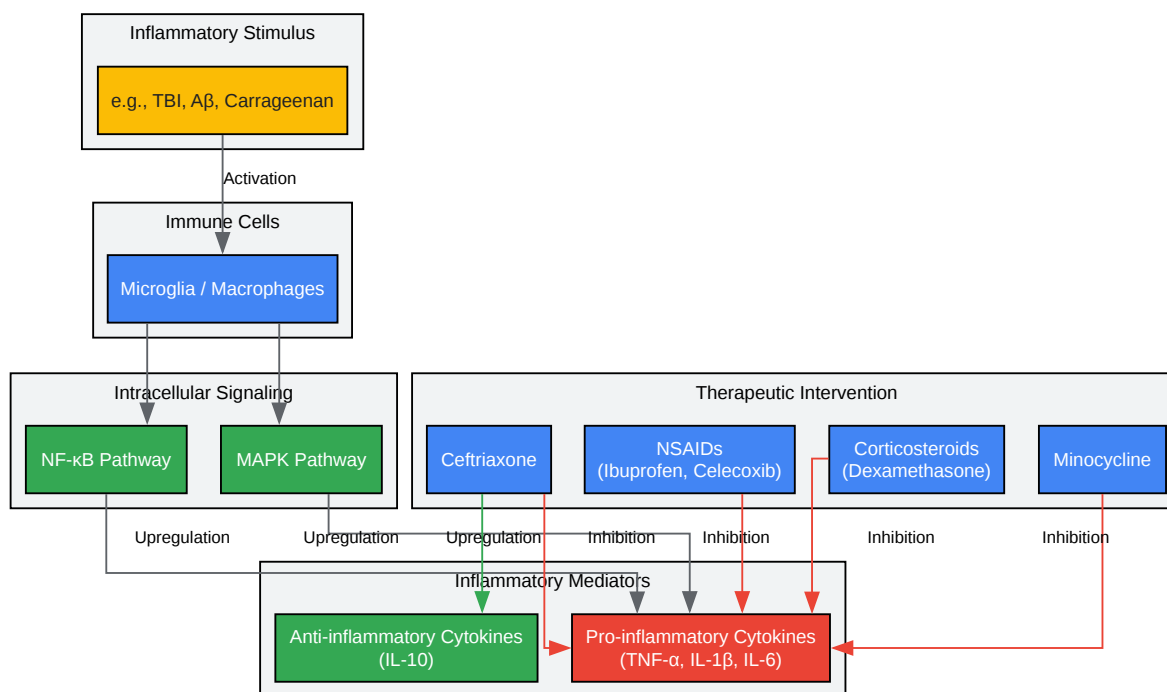 Inflammatory Stimulus
e.g., TBI, Aβ, Carrageenan
Activation
Immune Cells
Microglia / Macrophages
Intracellular Signaling
NF-κB Pathway
MAPK Pathway
Therapeutic Intervention
Ceftriaxone
NSAIDs
(Ibuprofen, Celecoxib)
Corticosteroids
(Dexamethasone)
Minocycline
Upregulation
Upregulation
Upregulation
Inhibition
Inhibition
Inhibition
Inhibition
Inflammatory Mediators
Anti-inflammatory Cytokines
(IL-10)
Pro-inflammatory Cytokines
(TNF-α, IL-1β, IL-6)